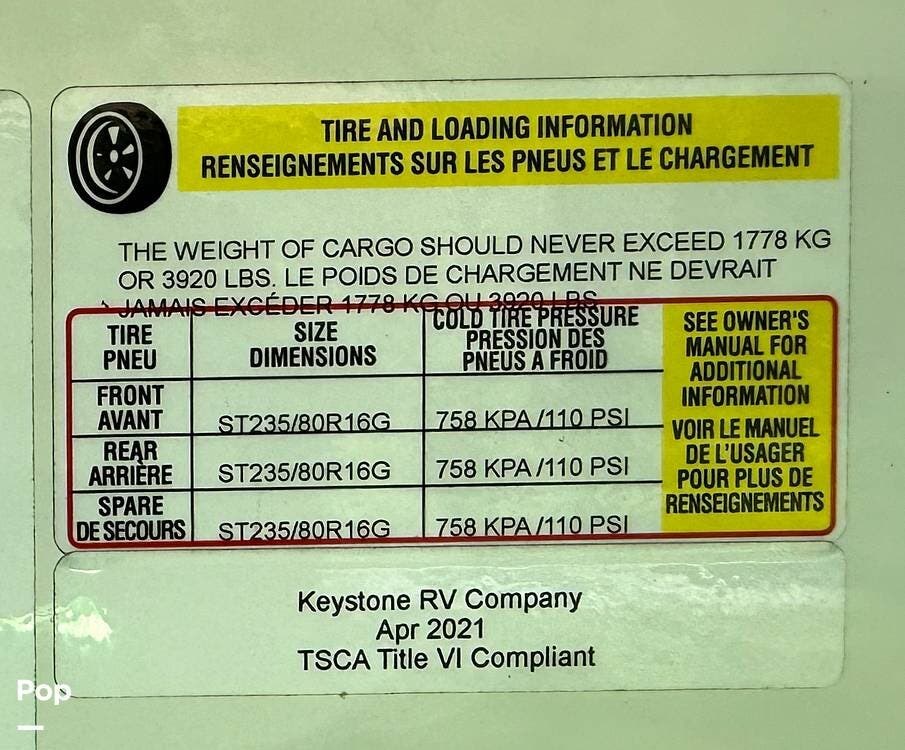 TIRE AND LOADING INFORMATION
RENSEIGNEMENTS SUR LES PNEUS ET LE CHARGEMENT
THE WEIGHT OF CARGO SHOULD NEVER EXCEED 1778 KG
OR 3920 LBS. LE POIDS DE CHARGEMENT NE DEVRAIT
JAMAIS EXCÉDER 1778 KG OU 3920 LBS
TIRE
PNEU
SIZE
DIMENSIONS
COLD TIRE PRESSURE
PRESSION DES
PNEUS A FROID
FRONT
AVANT
ST235/80R16G
758 KPA /110 PSI
REAR
ARRIÈRE
ST235/80R16G
758 KPA /110 PSI
SPARE
DE SECOURS
ST235/80R16G
758 KPA /110 PSI
SEE OWNER'S
MANUAL FOR
ADDITIONAL
INFORMATION
VOIR LE MANUEL
DE L'USAGER
POUR PLUS DE
RENSEIGNEMENTS
Keystone RV Company
Apr 2021
TSCA Title VI Compliant
Pop